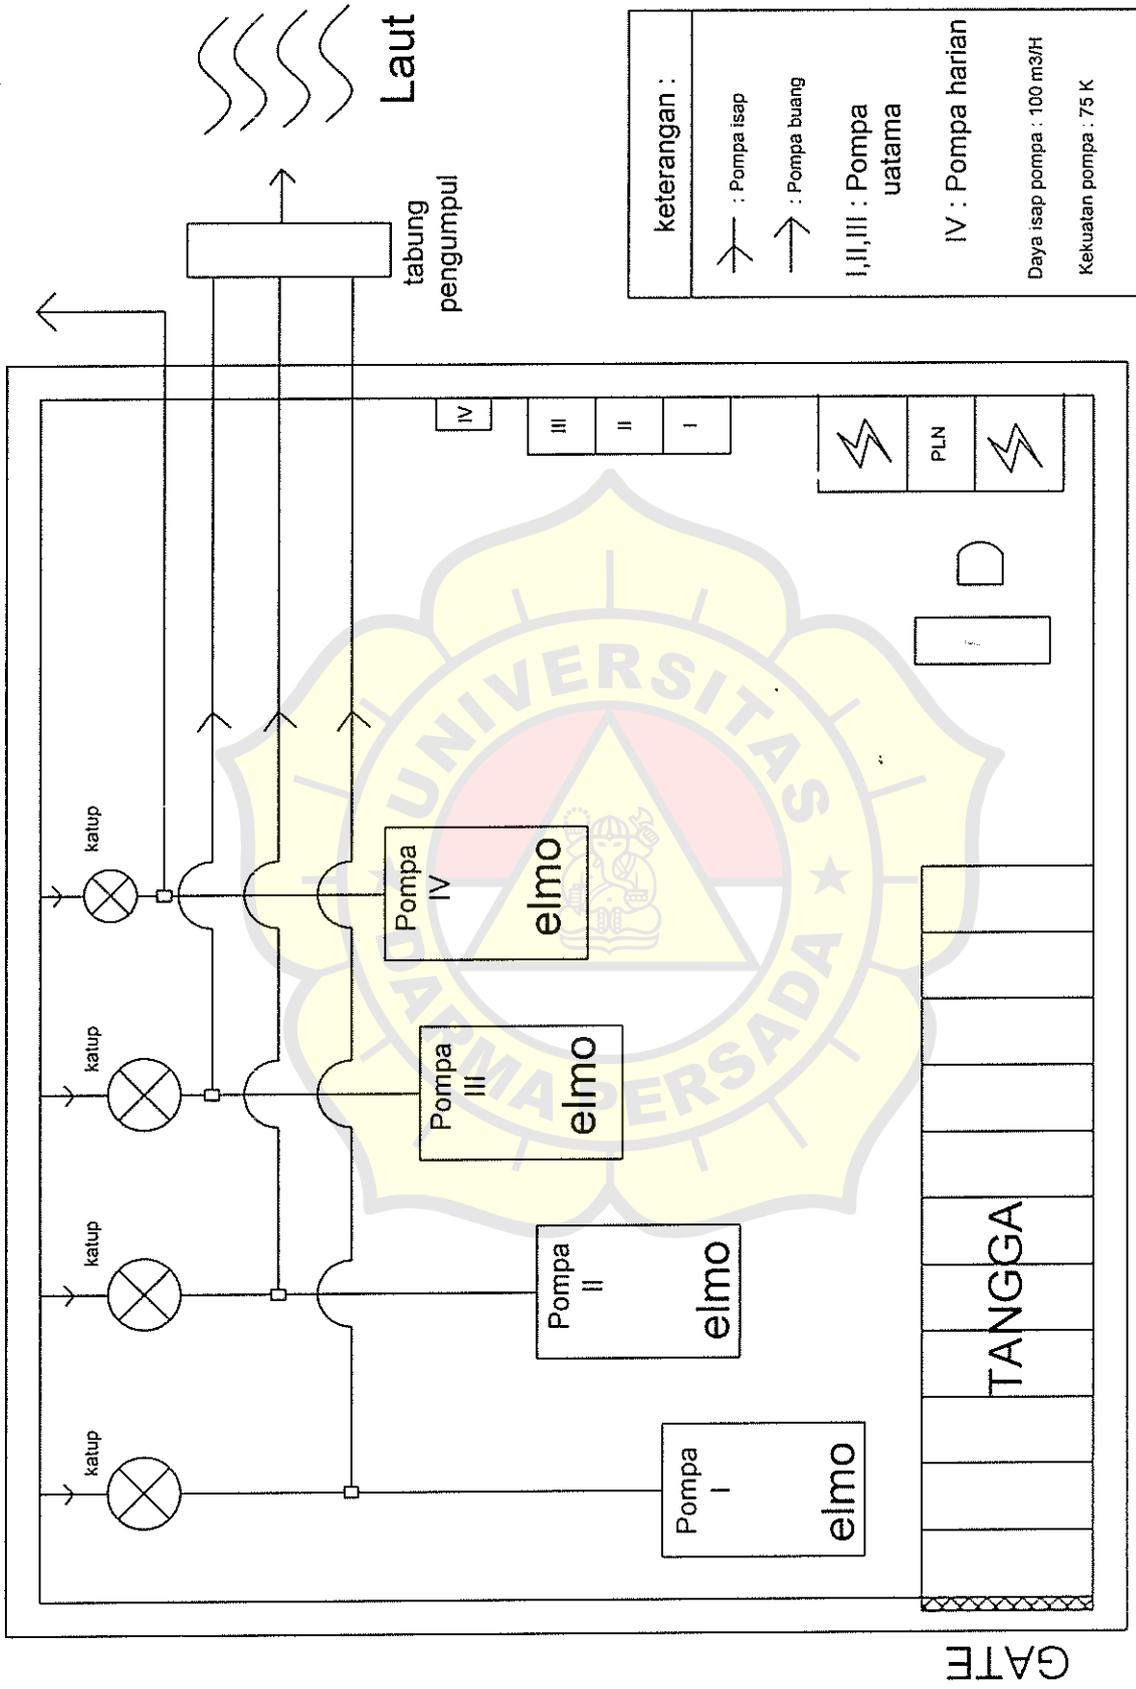 Laut
tabung
pengumpul
katup
katup
katup
katup
Pompa
I
elmo
Pompa
II
elmo
Pompa
III
elmo
Pompa
IV
elmo
IV
III
II
I
PLN
TANGGA
GATE
keterangan :
: Pompa isap
: Pompa buang
I,II,III : Pompa
uatama
IV : Pompa harian
Daya isap pompa : 100 m3/H
Kekuatan pompa : 75 K
UNIVERSITAS
DARMA PERSADA